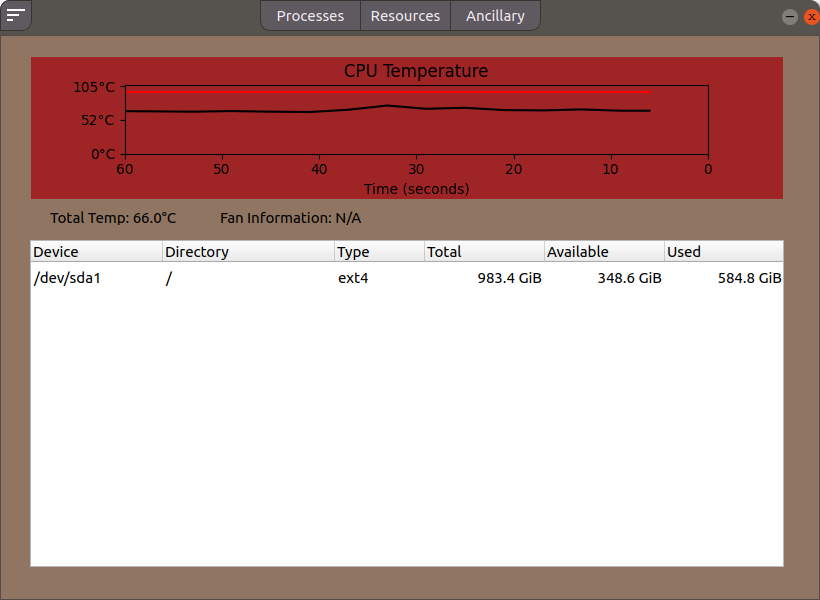 Processes Resources Ancillary
CPU Temperature
105°C
52°C
0°C
60 50 40 30 20 10 0
Time (seconds)
Total Temp: 66.0°C Fan Information: N/A
Device Directory Type Total Available Used
/dev/sda1 / ext4 983.4 GiB 348.6 GiB 584.8 GiB